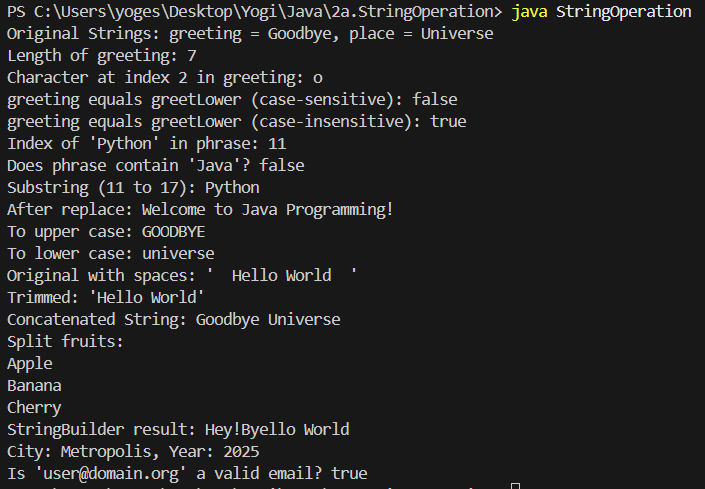 PS C:\Users\yoges\Desktop\Yogi\Java\2a.StringOperation> java StringOperation
Original Strings: greeting = Goodbye, place = Universe
Length of greeting: 7
Character at index 2 in greeting: o
greeting equals greetLower (case-sensitive): false
greeting equals greetLower (case-insensitive): true
Index of 'Python' in phrase: 11
Does phrase contain 'Java'? false
Substring (11 to 17): Python
After replace: Welcome to Java Programming!
To upper case: GOODBYE
To lower case: universe
Original with spaces: '  Hello World  '
Trimmed: 'Hello World'
Concatenated String: Goodbye Universe
Split fruits:
Apple
Banana
Cherry
StringBuilder result: Hey!Byello World
City: Metropolis, Year: 2025
Is 'user@domain.org' a valid email? true